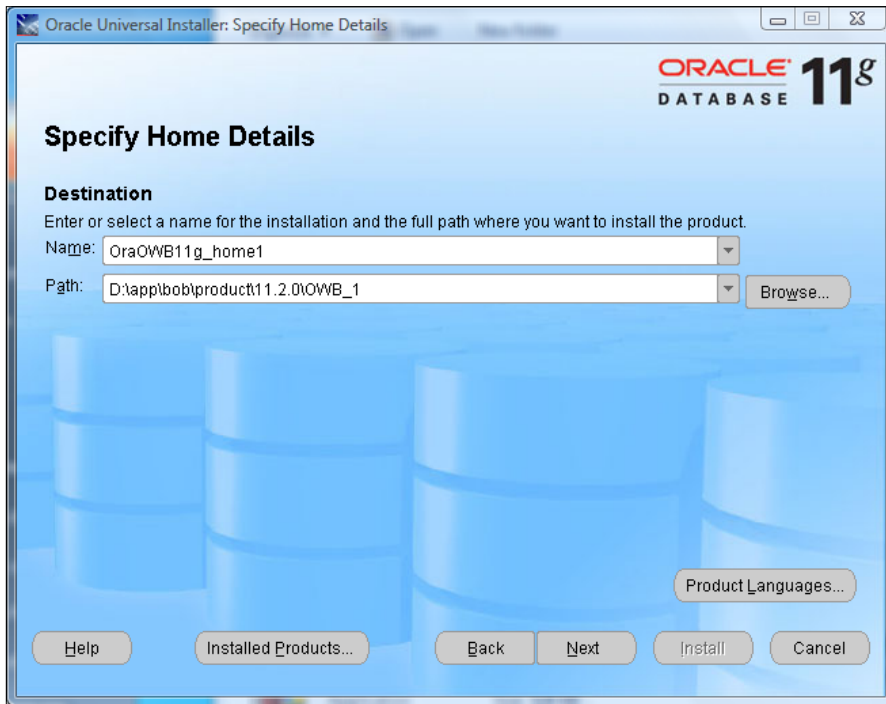 Oracle Universal Installer: Specify Home Details
ORACLE 11g
DATABASE
Specify Home Details
Destination
Enter or select a name for the installation and the full path where you want to install the product.
Name: OraOWB11g_home1
Path: D:\app\bob\product\11.2.0\OWB_1 Browse...
Product Languages...
Help Installed Products... Back Next Install Cancel